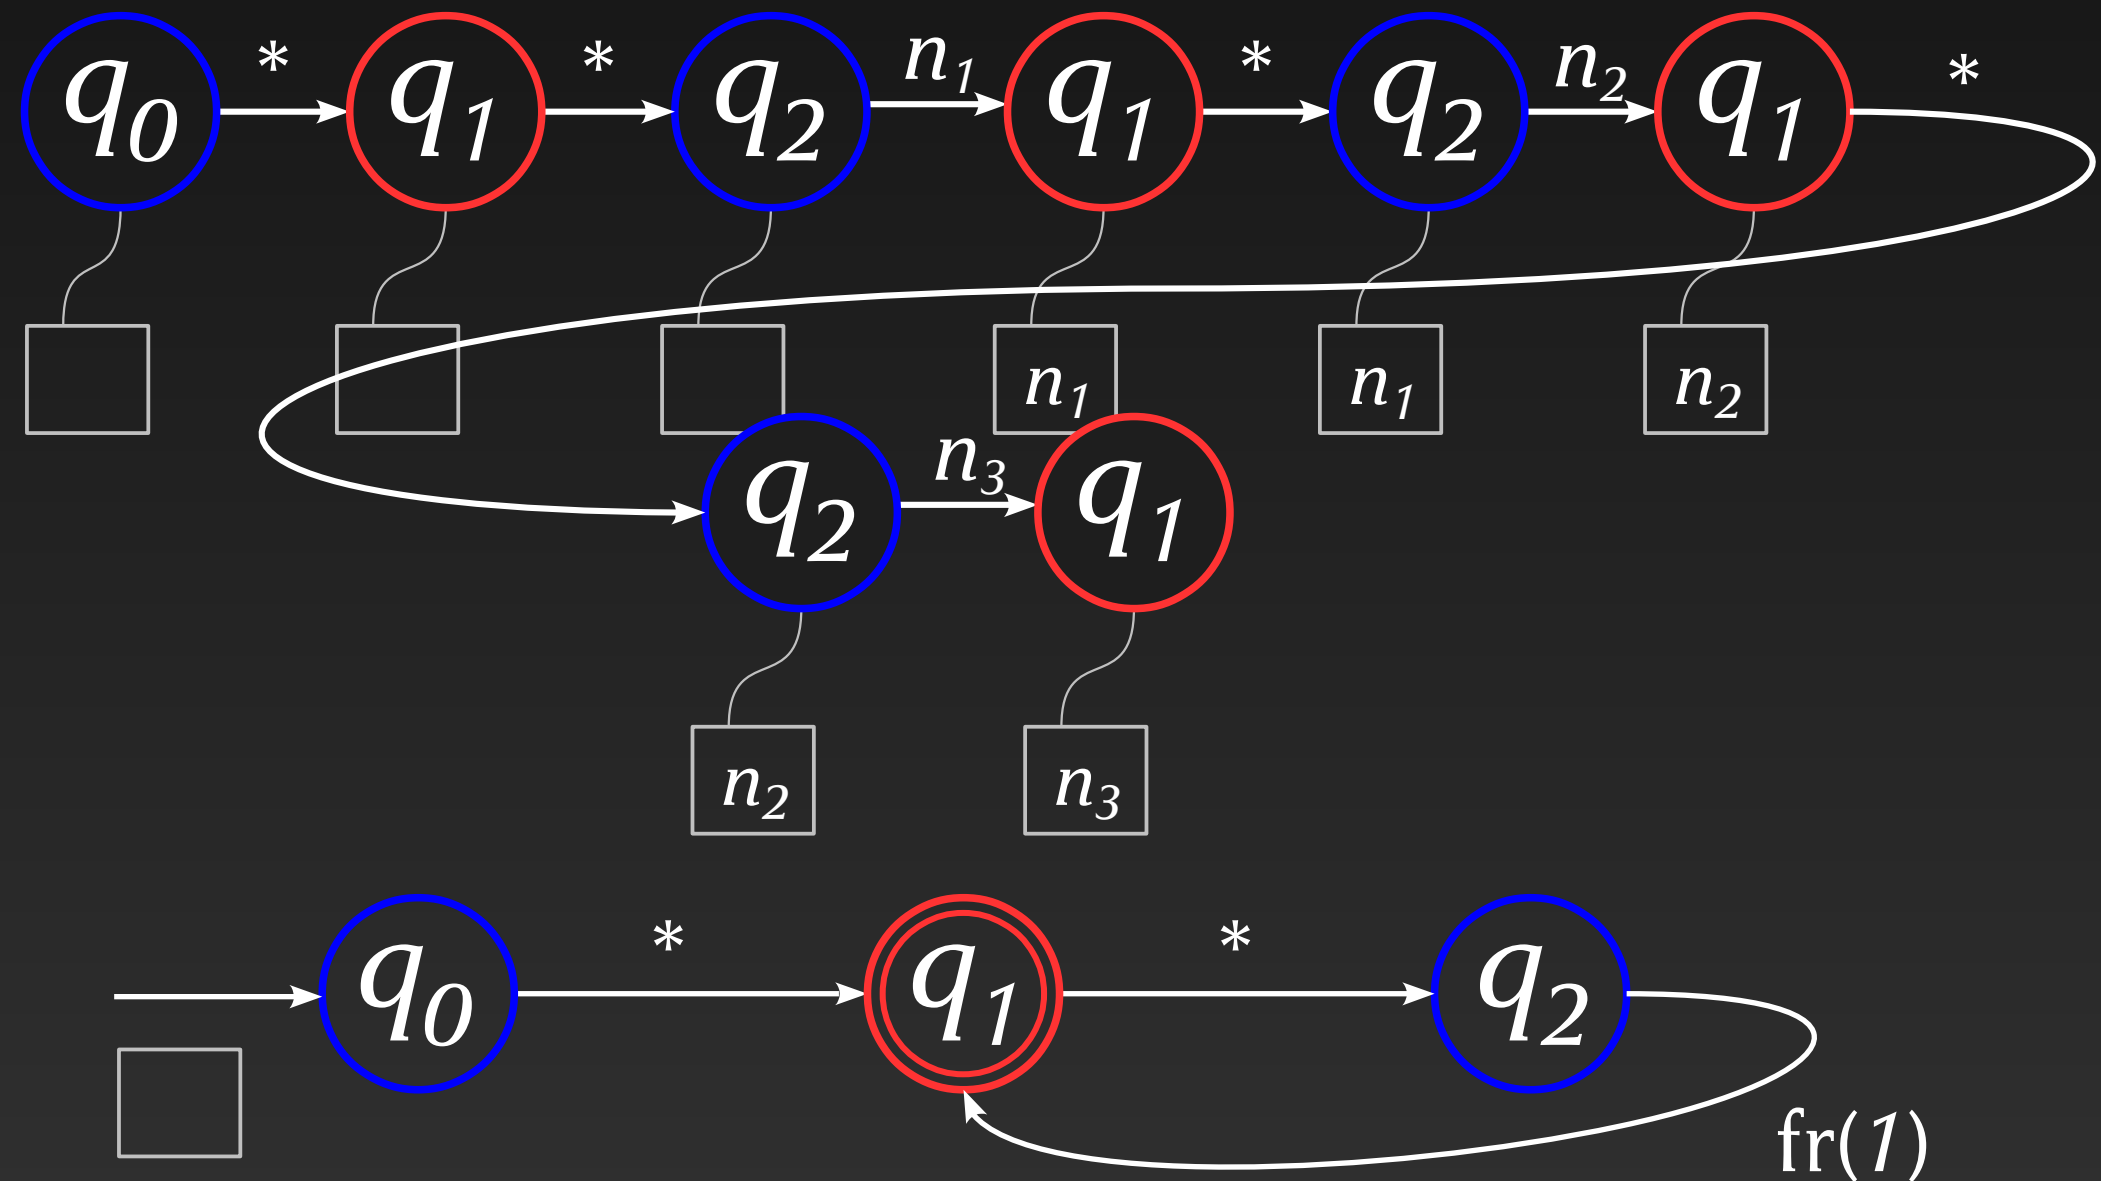 q0 * q1 * q2 n1 q1 * q2 n2 q1 *
n1 n1 n2
q2 n3 q1
n2 n3
q0 * q1 * q2
fr(1)